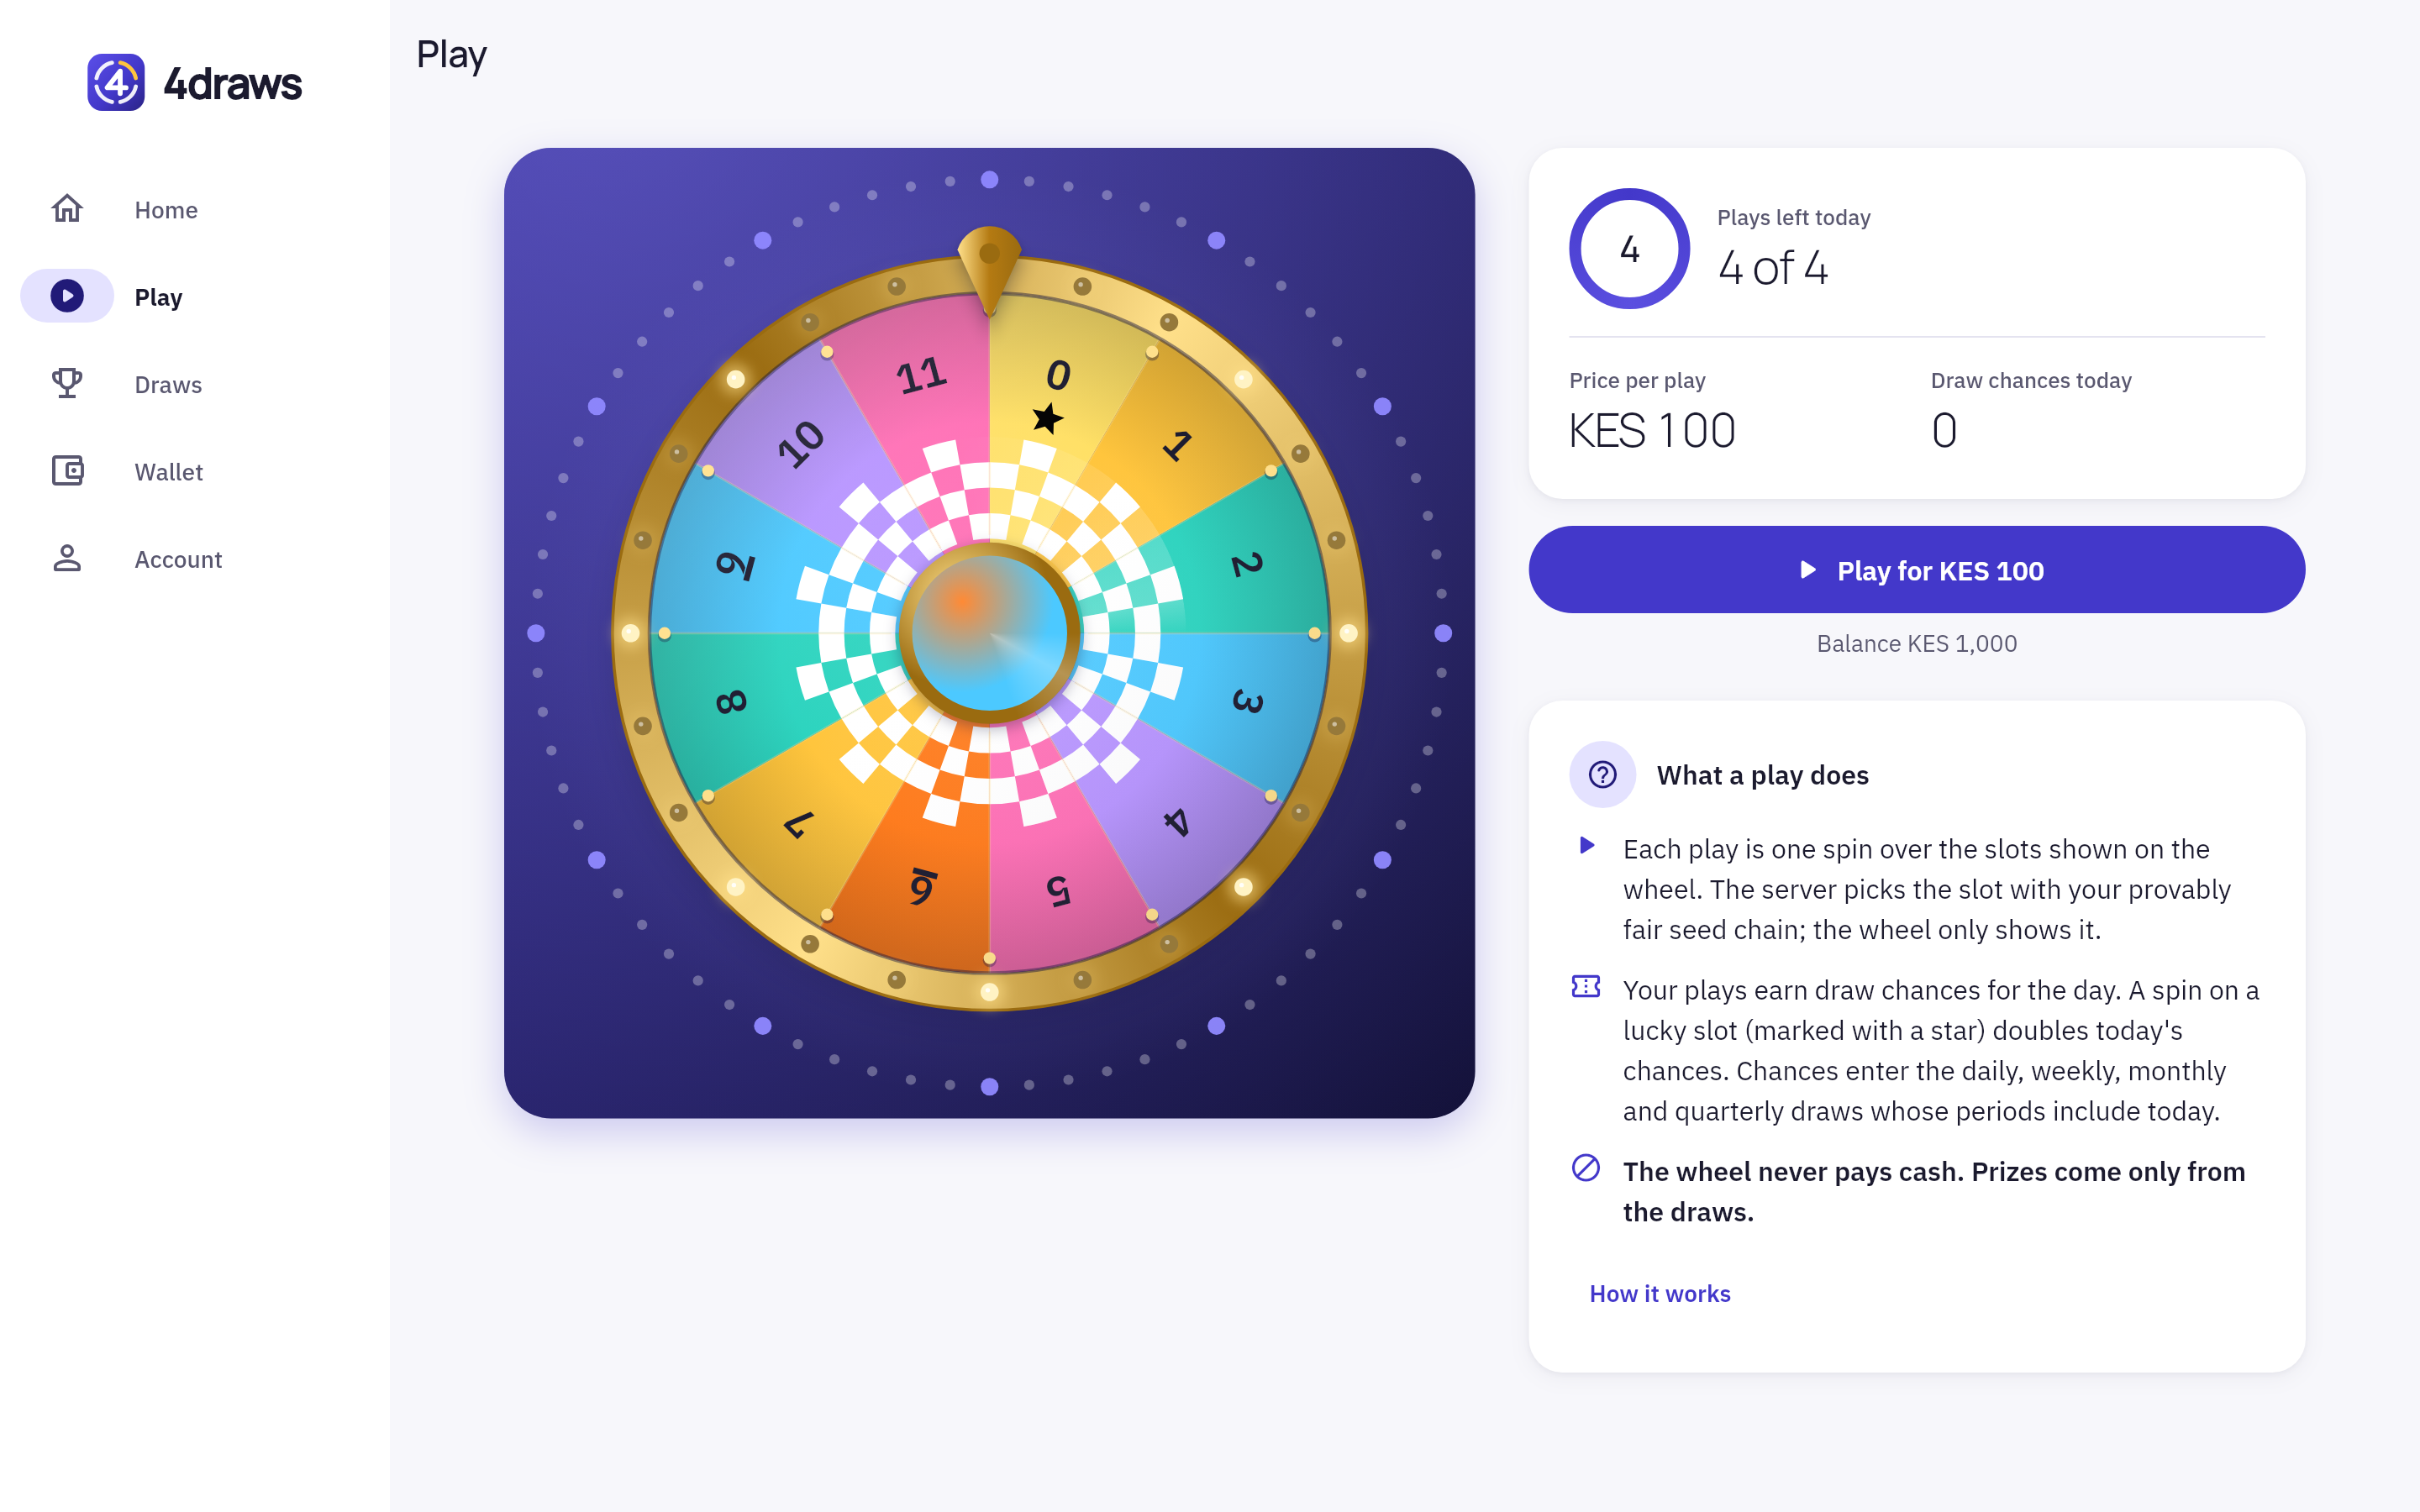 4draws
Home
Play
Draws
Wallet
Account
Play
0
1
2
3
4
5
6
7
8
9
10
11
4
Plays left today
4 of 4
Price per play
KES 100
Draw chances today
0
Play for KES 100
Balance KES 1,000
What a play does
Each play is one spin over the slots shown on the
wheel. The server picks the slot with your provably
fair seed chain; the wheel only shows it.
Your plays earn draw chances for the day. A spin on a
lucky slot (marked with a star) doubles today's
chances. Chances enter the daily, weekly, monthly
and quarterly draws whose periods include today.
The wheel never pays cash. Prizes come only from
the draws.
How it works